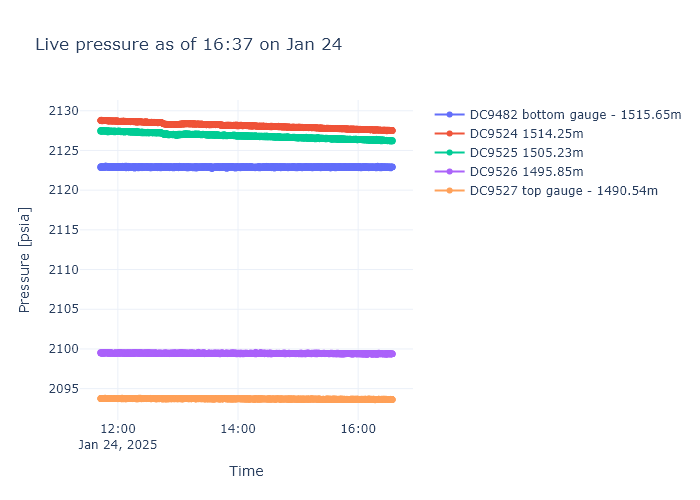 Live pressure as of 16:37 on Jan 24
DC9482 bottom gauge - 1515.65m
DC9524 1514.25m
DC9525 1505.23m
DC9526 1495.85m
DC9527 top gauge - 1490.54m
Pressure [psia]
2130
2125
2120
2115
2110
2105
2100
2095
12:00
14:00
16:00
Jan 24, 2025
Time